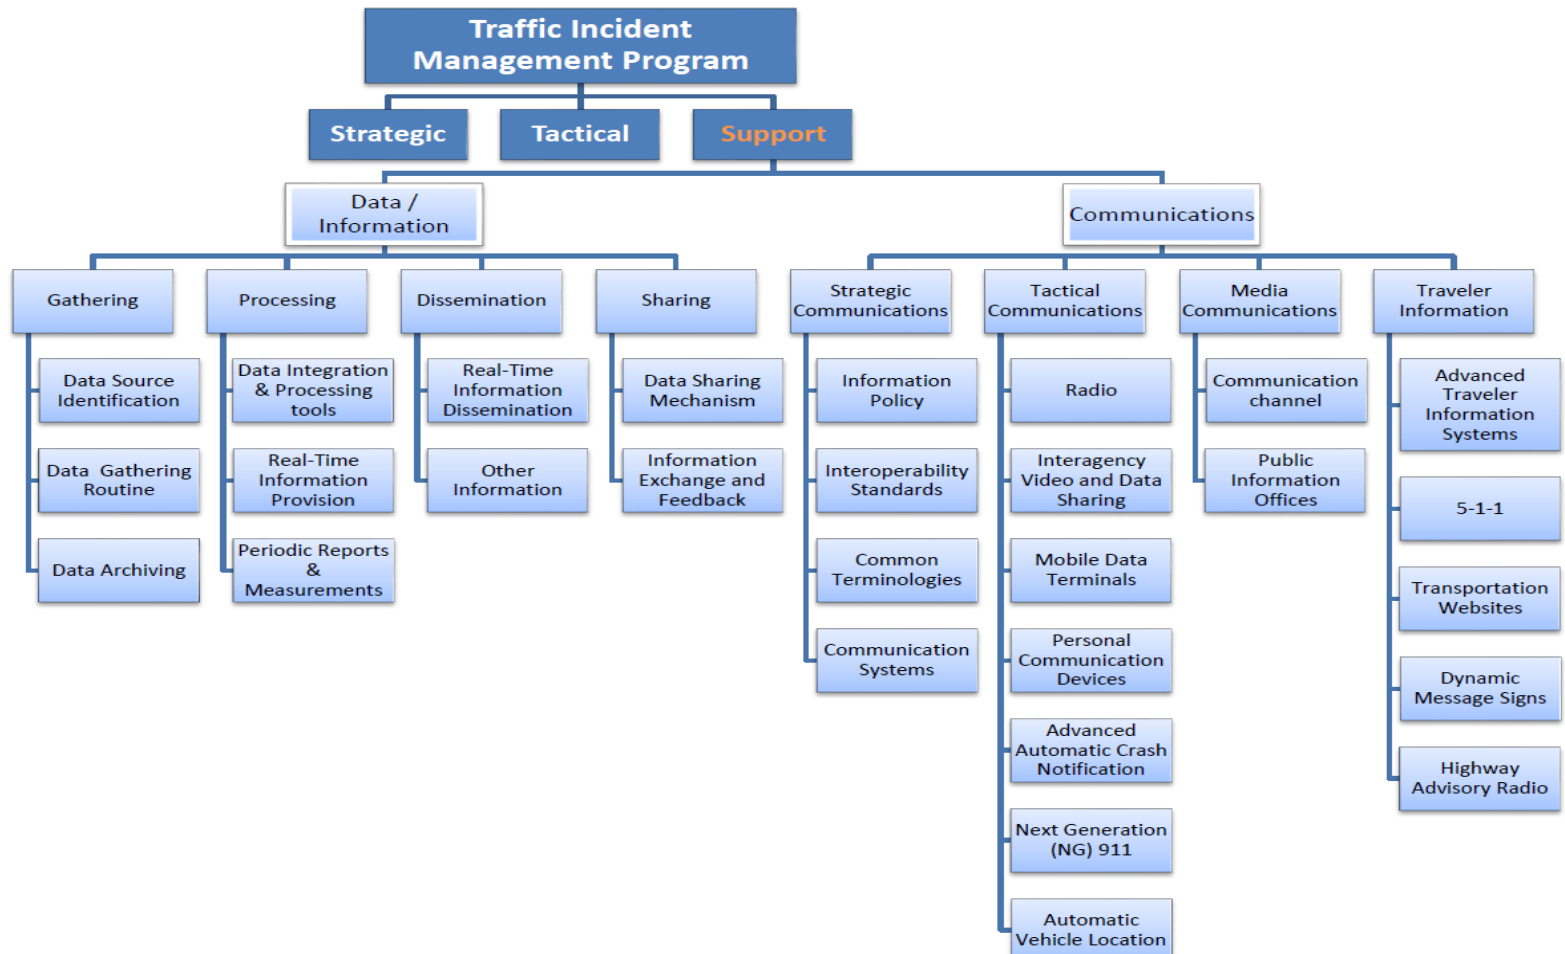 Traffic Incident
Management Program
Strategic
Tactical
Support
Data /
Information
Communications
Gathering
Processing
Dissemination
Sharing
Strategic
Communications
Tactical
Communications
Media
Communications
Traveler
Information
Data Source
Identification
Data Gathering
Routine
Data Archiving
Data Integration
& Processing
tools
Real-Time
Information
Provision
Periodic Reports
&
Measurements
Real-Time
Information
Dissemination
Other
Information
Data Sharing
Mechanism
Information
Exchange and
Feedback
Information
Policy
Interoperability
Standards
Common
Terminologies
Communication
Systems
Radio
Interagency
Video and Data
Sharing
Mobile Data
Terminals
Personal
Communication
Devices
Advanced
Automatic Crash
Notification
Next Generation
(NG) 911
Automatic
Vehicle Location
Communication
channel
Public
Information
Offices
Advanced
Traveler
Information
Systems
5-1-1
Transportation
Websites
Dynamic
Message Signs
Highway
Advisory Radio